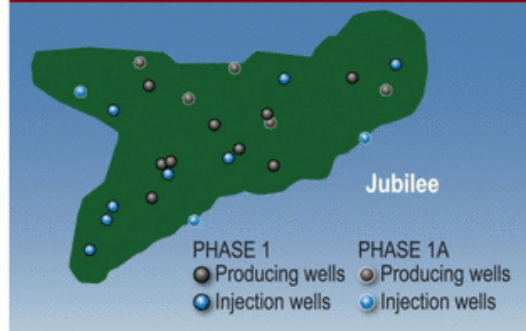 Jubilee
PHASE 1 PHASE 1A
Producing wells Producing wells
Injection wells Injection wells